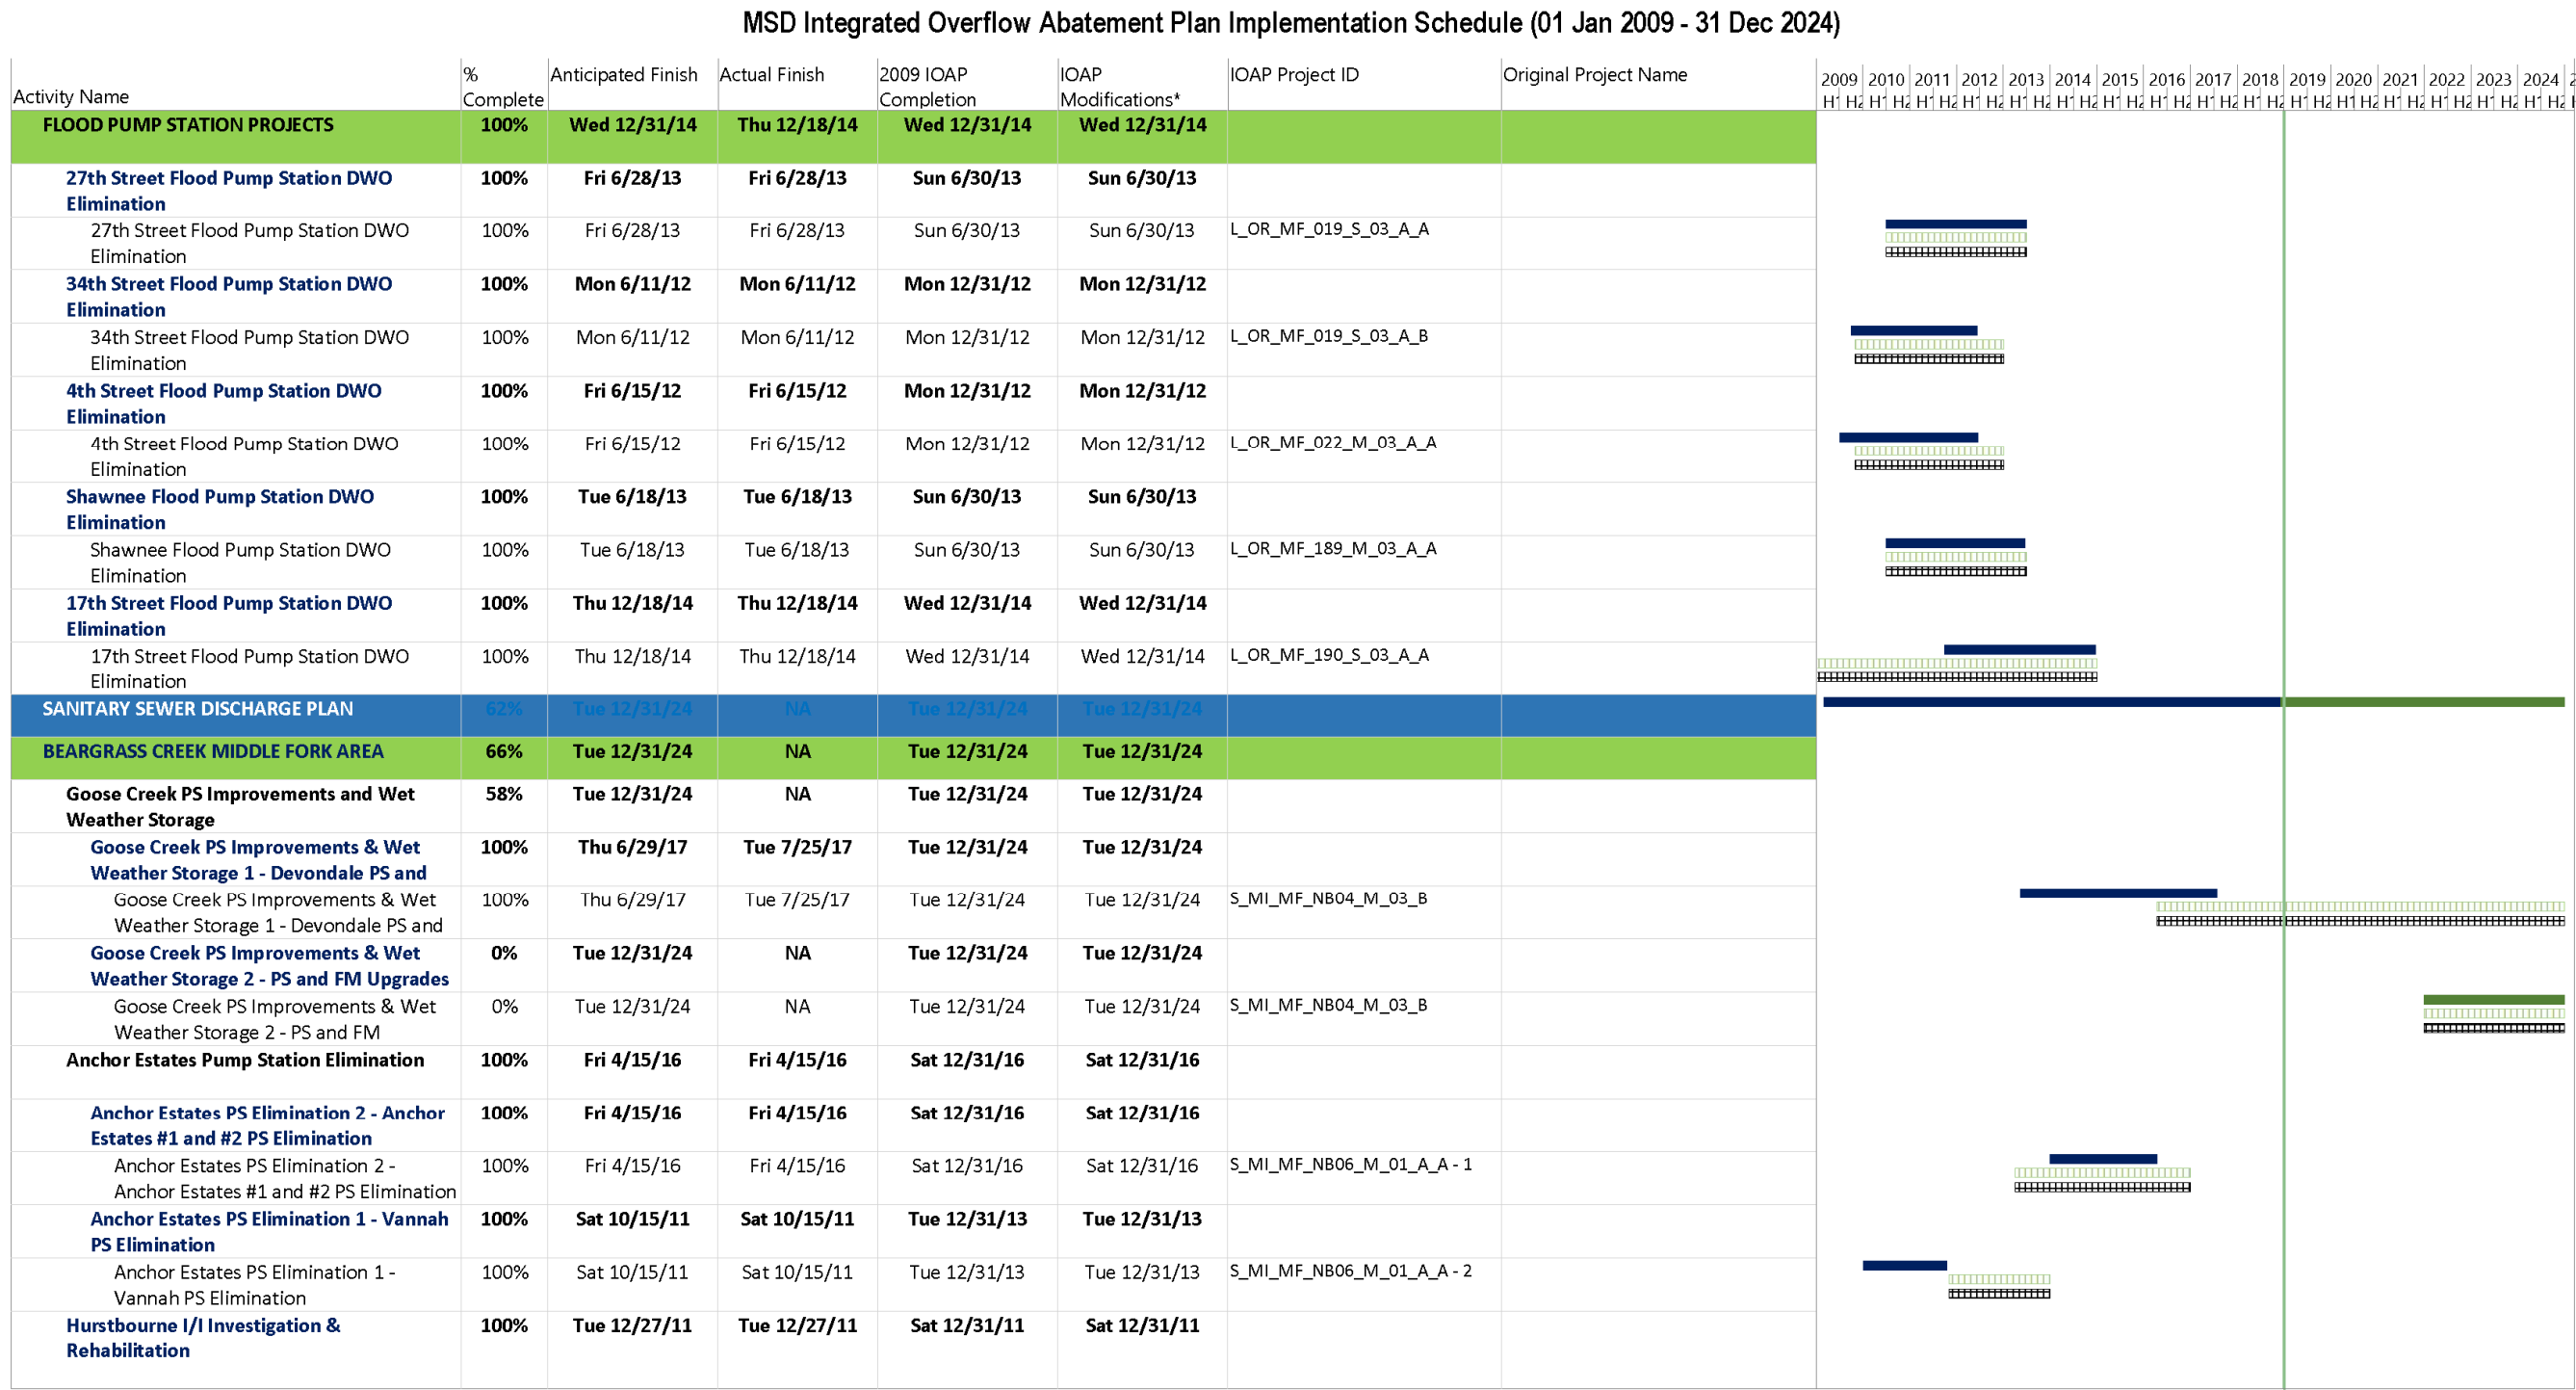 MSD Integrated Overflow Abatement Plan Implementation Schedule (01 Jan 2009 - 31 Dec 2024)
Activity Name % Complete Anticipated Finish Actual Finish 2009 IOAP Completion IOAP Modifications* IOAP Project ID Original Project Name
2009 2010 2011 2012 2013 2014 2015 2016 2017 2018 2019 2020 2021 2022 2023 2024
H1 H2 H1 H2 H1 H2 H1 H2 H1 H2 H1 H2 H1 H2 H1 H2 H1 H2 H1 H2 H1 H2 H1 H2 H1 H2 H1 H2 H1 H2 H1 H2
FLOOD PUMP STATION PROJECTS 100% Wed 12/31/14 Thu 12/18/14 Wed 12/31/14 Wed 12/31/14
27th Street Flood Pump Station DWO 100% Fri 6/28/13 Fri 6/28/13 Sun 6/30/13 Sun 6/30/13
Elimination
27th Street Flood Pump Station DWO 100% Fri 6/28/13 Fri 6/28/13 Sun 6/30/13 Sun 6/30/13 L_OR_MF_019_S_03_A_A
Elimination
34th Street Flood Pump Station DWO 100% Mon 6/11/12 Mon 6/11/12 Mon 12/31/12 Mon 12/31/12
Elimination
34th Street Flood Pump Station DWO 100% Mon 6/11/12 Mon 6/11/12 Mon 12/31/12 Mon 12/31/12 L_OR_MF_019_S_03_A_B
Elimination
4th Street Flood Pump Station DWO 100% Fri 6/15/12 Fri 6/15/12 Mon 12/31/12 Mon 12/31/12
Elimination
4th Street Flood Pump Station DWO 100% Fri 6/15/12 Fri 6/15/12 Mon 12/31/12 Mon 12/31/12 L_OR_MF_022_M_03_A_A
Elimination
Shawnee Flood Pump Station DWO 100% Tue 6/18/13 Tue 6/18/13 Sun 6/30/13 Sun 6/30/13
Elimination
Shawnee Flood Pump Station DWO 100% Tue 6/18/13 Tue 6/18/13 Sun 6/30/13 Sun 6/30/13 L_OR_MF_189_M_03_A_A
Elimination
17th Street Flood Pump Station DWO 100% Thu 12/18/14 Thu 12/18/14 Wed 12/31/14 Wed 12/31/14
Elimination
17th Street Flood Pump Station DWO 100% Thu 12/18/14 Thu 12/18/14 Wed 12/31/14 Wed 12/31/14 L_OR_MF_190_S_03_A_A
Elimination
SANITARY SEWER DISCHARGE PLAN 62% Tue 12/31/24 NA Tue 12/31/24 Tue 12/31/24
BEARGRASS CREEK MIDDLE FORK AREA 66% Tue 12/31/24 NA Tue 12/31/24 Tue 12/31/24
Goose Creek PS Improvements and Wet 58% Tue 12/31/24 NA Tue 12/31/24 Tue 12/31/24
Weather Storage
Goose Creek PS Improvements & Wet 100% Thu 6/29/17 Tue 7/25/17 Tue 12/31/24 Tue 12/31/24
Weather Storage 1 - Devondale PS and
Goose Creek PS Improvements & Wet 100% Thu 6/29/17 Tue 7/25/17 Tue 12/31/24 Tue 12/31/24 S_MI_MF_NB04_M_03_B
Weather Storage 1 - Devondale PS and
Goose Creek PS Improvements & Wet 0% Tue 12/31/24 NA Tue 12/31/24 Tue 12/31/24
Weather Storage 2 - PS and FM Upgrades
Goose Creek PS Improvements & Wet 0% Tue 12/31/24 NA Tue 12/31/24 Tue 12/31/24 S_MI_MF_NB04_M_03_B
Weather Storage 2 - PS and FM
Anchor Estates Pump Station Elimination 100% Fri 4/15/16 Fri 4/15/16 Sat 12/31/16 Sat 12/31/16
Anchor Estates PS Elimination 2 - Anchor 100% Fri 4/15/16 Fri 4/15/16 Sat 12/31/16 Sat 12/31/16
Estates #1 and #2 PS Elimination
Anchor Estates PS Elimination 2 - 100% Fri 4/15/16 Fri 4/15/16 Sat 12/31/16 Sat 12/31/16 S_MI_MF_NB06_M_01_A_A - 1
Anchor Estates #1 and #2 PS Elimination
Anchor Estates PS Elimination 1 - Vannah 100% Sat 10/15/11 Sat 10/15/11 Tue 12/31/13 Tue 12/31/13
PS Elimination
Anchor Estates PS Elimination 1 - 100% Sat 10/15/11 Sat 10/15/11 Tue 12/31/13 Tue 12/31/13 S_MI_MF_NB06_M_01_A_A - 2
Vannah PS Elimination
Hurstbourne I/I Investigation & 100% Tue 12/27/11 Tue 12/27/11 Sat 12/31/11 Sat 12/31/11
Rehabilitation